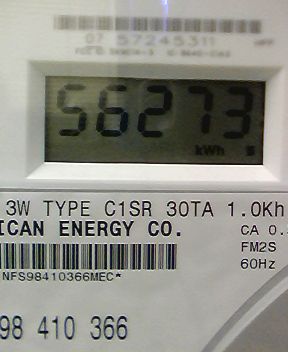 07 57245311
56273
kWh
3W TYPE C1SR 30TA 1.0Kh
ICAN ENERGY CO.
CA 0.
FM2S
60Hz
NFS98410366MEC*
98 410 366